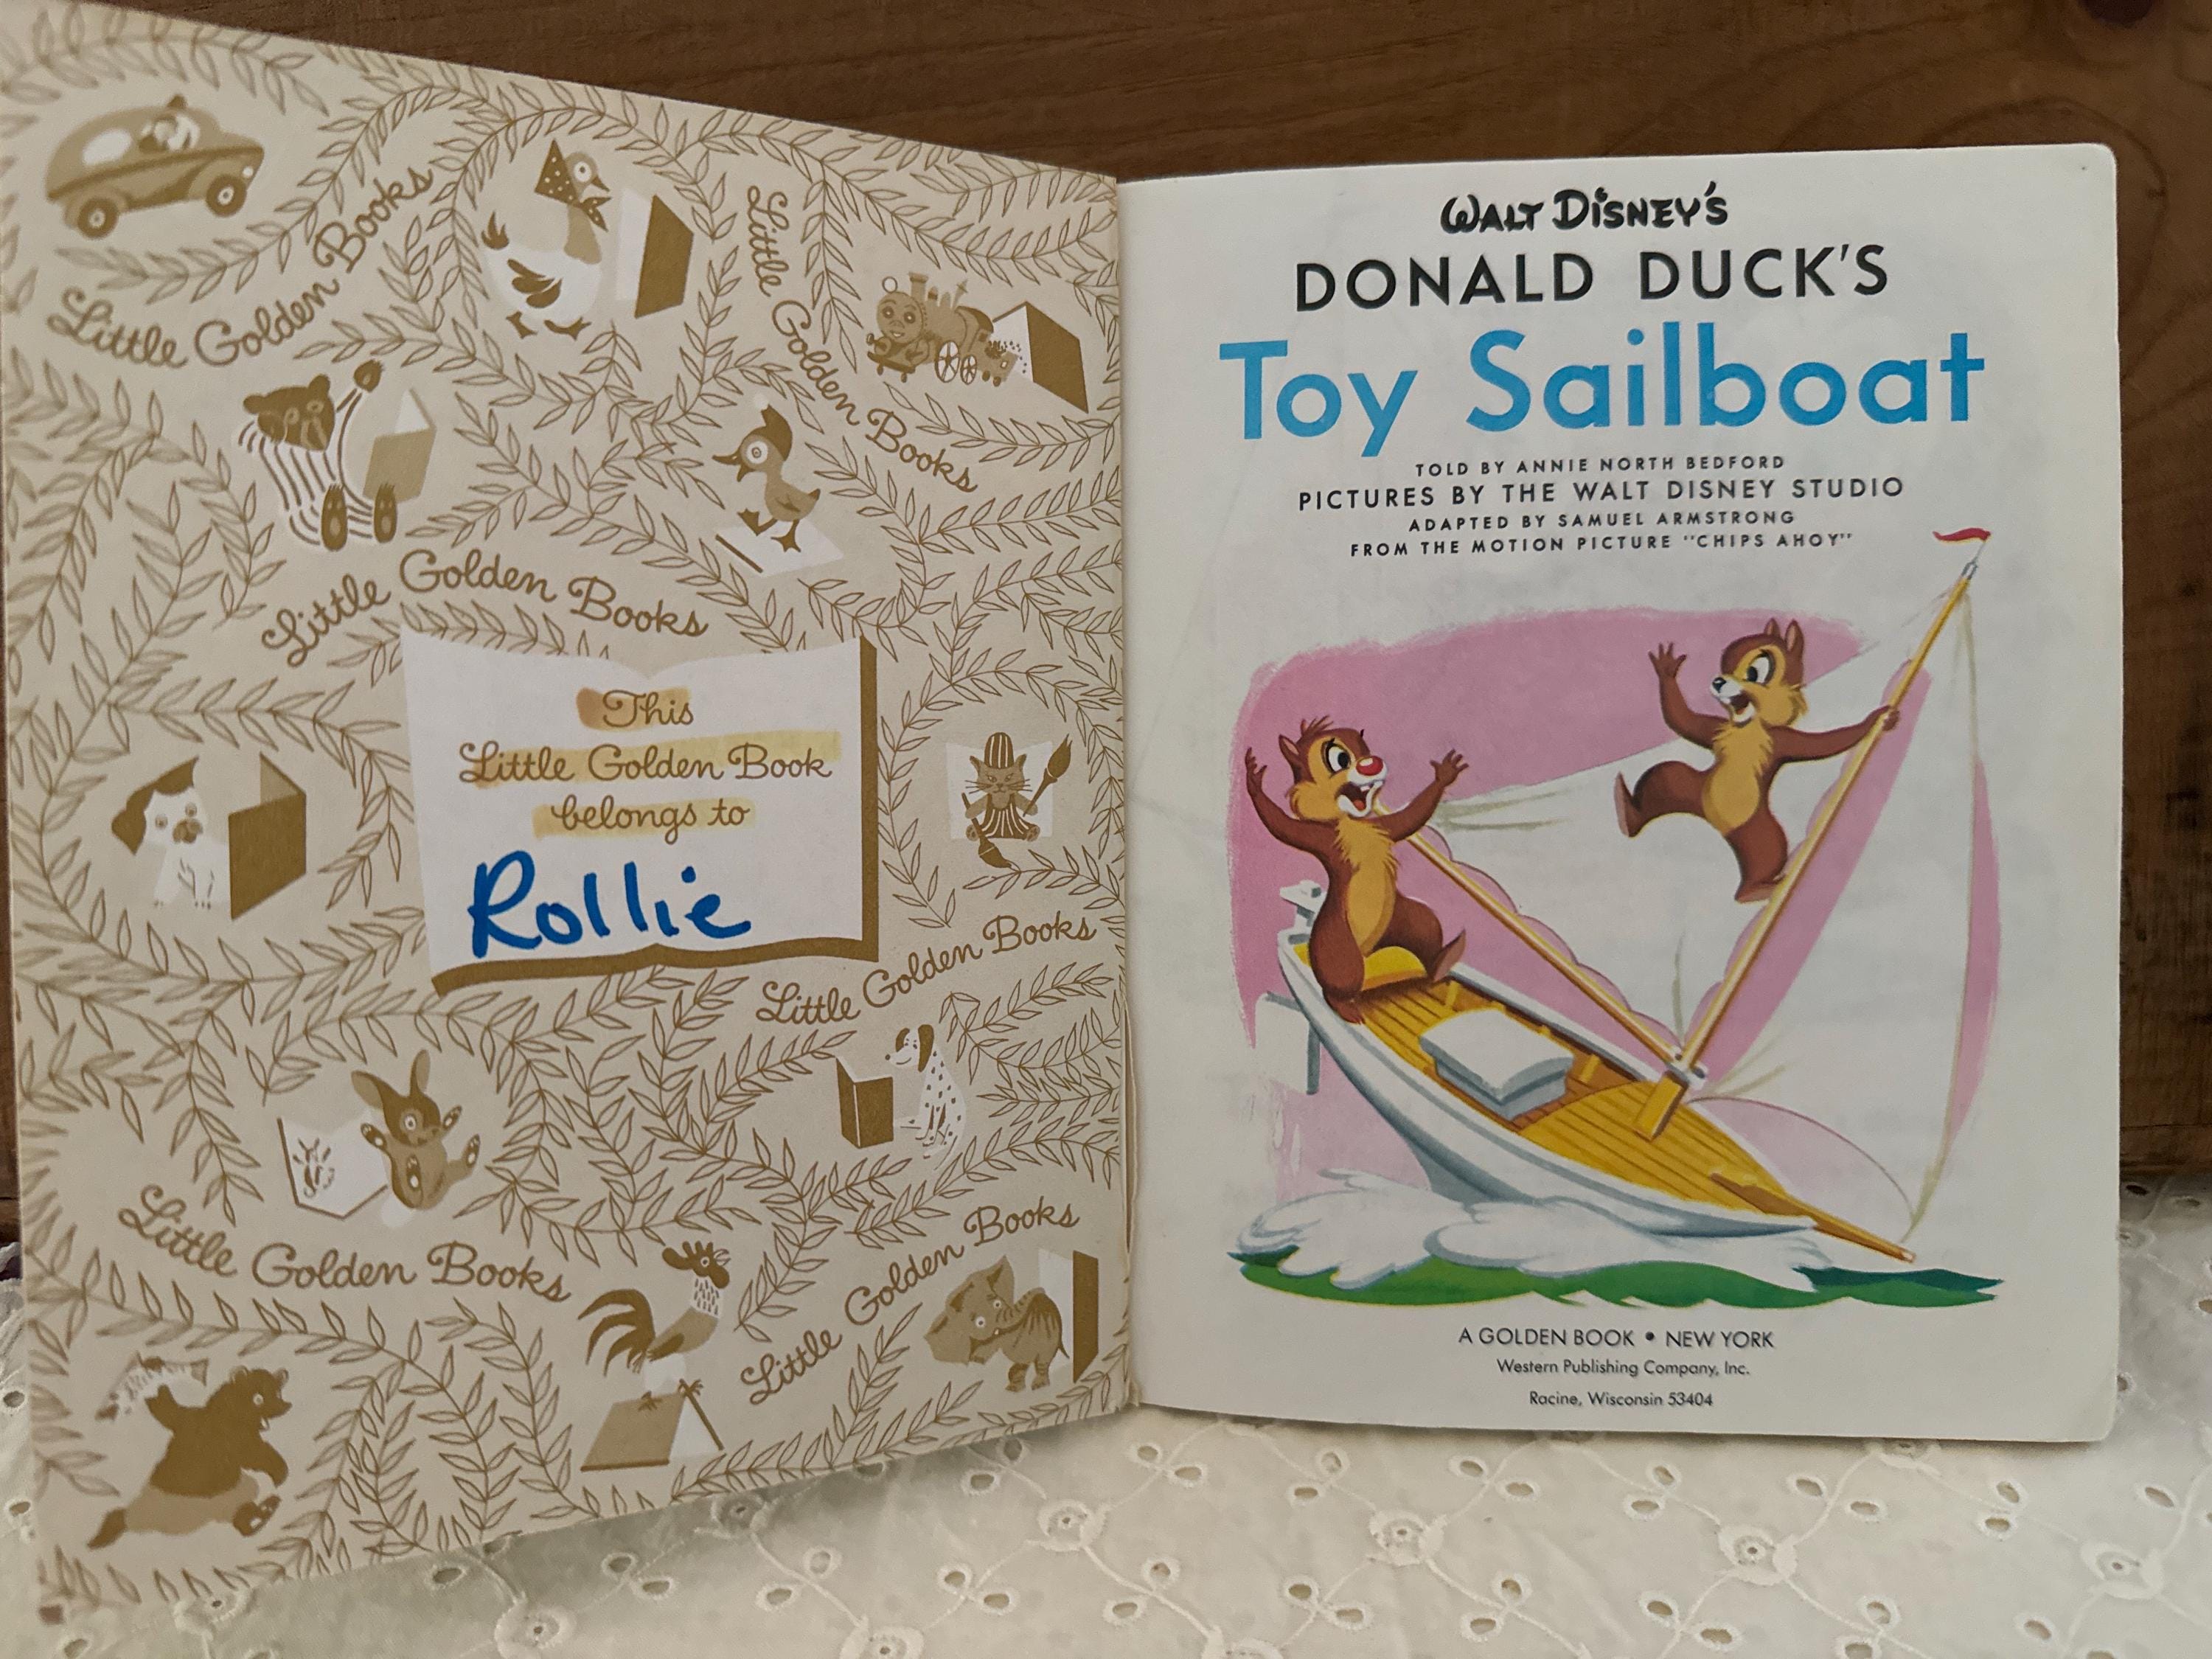 Little Golden Books
Little Golden Books
Little Golden Books
This
Little Golden Book
belongs to
Rollie
Little Golden Books
Little Golden Books
Little Golden Books
WALT DISNEY'S
DONALD DUCK'S
Toy Sailboat
TOLD BY ANNIE NORTH BEDFORD
PICTURES BY THE WALT DISNEY STUDIO
ADAPTED BY SAMUEL ARMSTRONG
FROM THE MOTION PICTURE "CHIPS AHOY"
A GOLDEN BOOK • NEW YORK
Western Publishing Company, Inc.
Racine, Wisconsin 53404